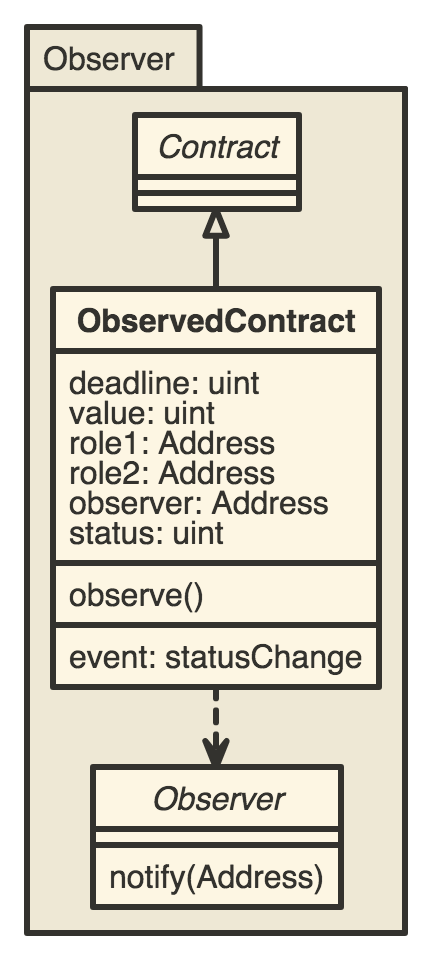 Observer
Contract
ObservedContract
deadline: uint
value: uint
role1: Address
role2: Address
observer: Address
status: uint
observe()
event: statusChange
Observer
notify(Address)